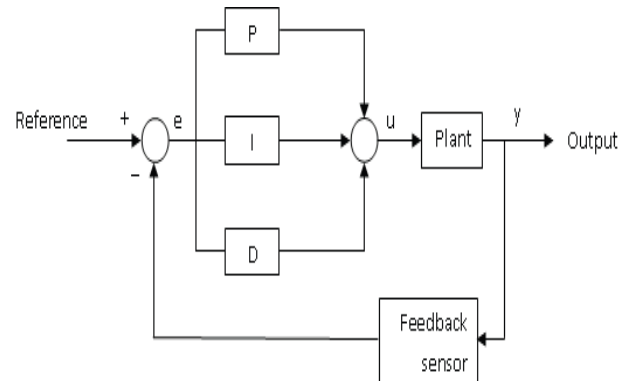 P
Reference
+
e
I
u
Plant
y
Output
−
D
Feedback
sensor